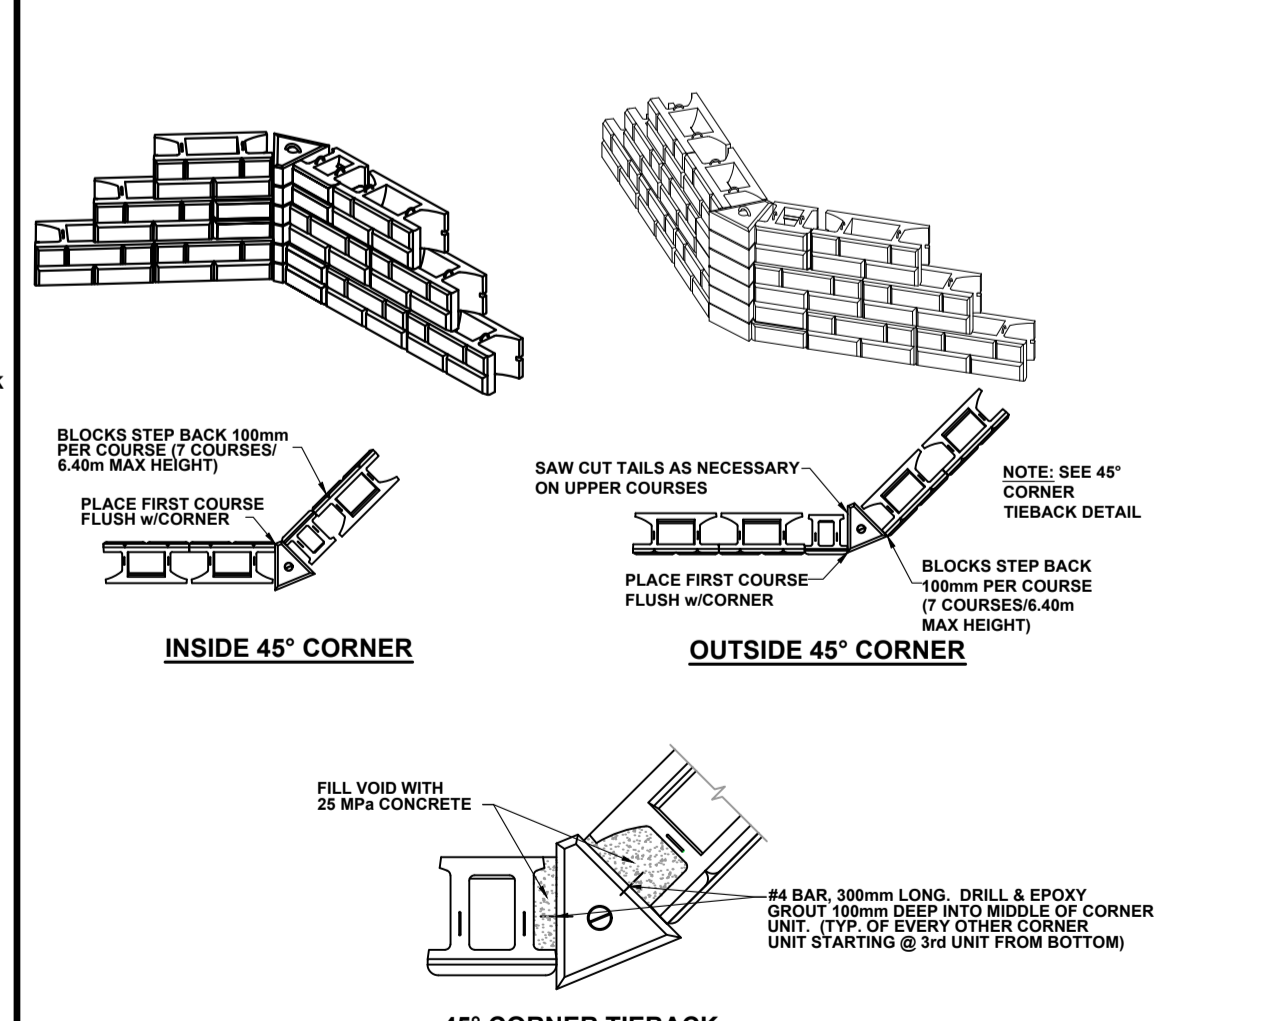 BLOCKS STEP BACK 100mm
PER COURSE (7 COURSES/
6.40m MAX HEIGHT)
PLACE FIRST COURSE
FLUSH w/CORNER
INSIDE 45° CORNER
SAW CUT TAILS AS NECESSARY
ON UPPER COURSES
NOTE: SEE 45°
CORNER
TIEBACK DETAIL
PLACE FIRST COURSE
FLUSH w/CORNER
BLOCKS STEP BACK
100mm PER COURSE
(7 COURSES/6.40m
MAX HEIGHT)
OUTSIDE 45° CORNER
FILL VOID WITH
25 MPa CONCRETE
#4 BAR, 300mm LONG. DRILL & EPOXY
GROUT 100mm DEEP INTO MIDDLE OF CORNER
UNIT. (TYP. OF EVERY OTHER CORNER
UNIT STARTING @ 3rd UNIT FROM BOTTOM)
45° CORNER TIEBACK